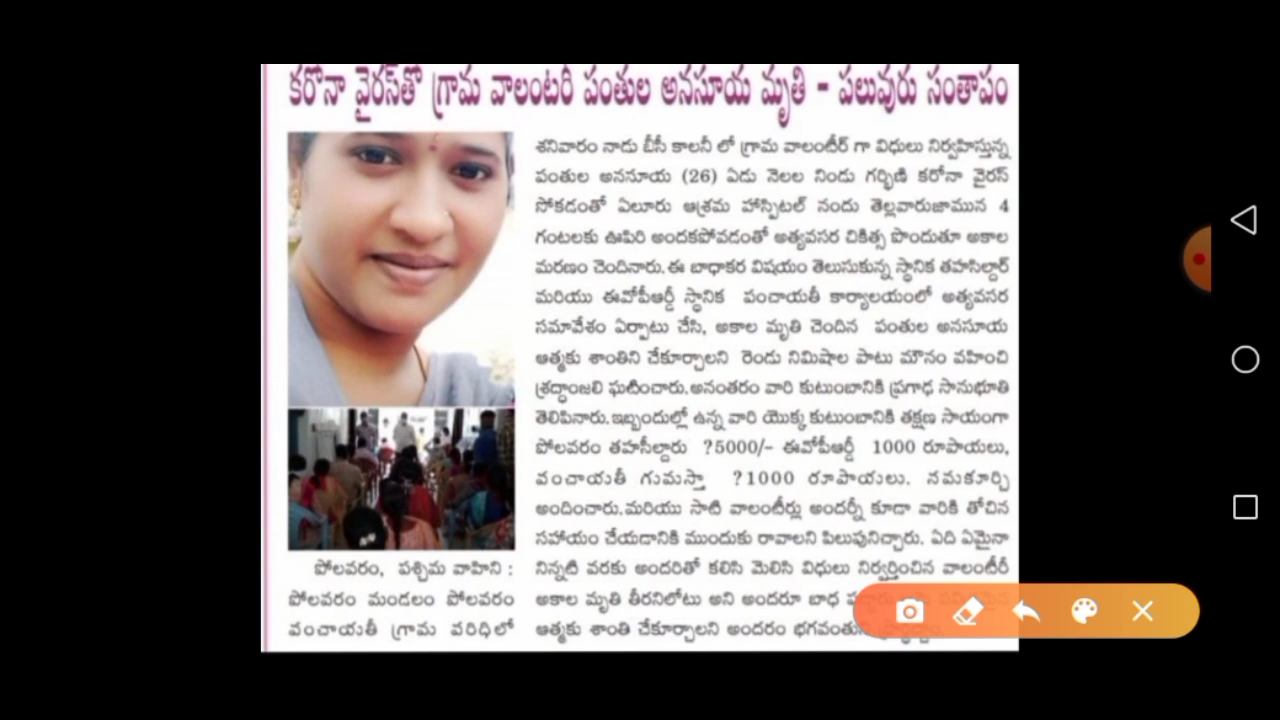 కరోనా వైరస్‌తో గ్రామ వాలంటరీ పంతుల అనసూయ మృతి - పలువురు సంతాపం
పోలవరం, పశ్చిమ వాహిని :
పోలవరం మండలం పోలవరం
పంచాయతీ గ్రామ పరిధిలో
శనివారం నాడు బీసీ కాలనీ లో గ్రామ వాలంటీర్ గా విధులు నిర్వహిస్తున్న
పంతుల అనసూయ (26) ఏడు నెలల నిండు గర్భిణి కరోనా వైరస్
సోకడంతో ఏలూరు ఆశ్రమ హాస్పిటల్ నందు తెల్లవారుజామున 4
గంటలకు ఊపిరి అందకపోవడంతో అత్యవసర చికిత్స పొందుతూ అకాల
మరణం చెందినారు.ఈ బాధాకర విషయం తెలుసుకున్న స్థానిక తహసిల్దార్
మరియు ఈవోపీఆర్డీ స్థానిక పంచాయతీ కార్యాలయంలో అత్యవసర
సమావేశం ఏర్పాటు చేసి, అకాల మృతి చెందిన పంతుల అనసూయ
ఆత్మకు శాంతిని చేకూర్చాలని రెండు నిమిషాల పాటు మౌనం వహించి
శ్రద్ధాంజలి ఘటించారు.అనంతరం వారి కుటుంబానికి ప్రగాఢ సానుభూతి
తెలిపినారు.ఇబ్బందుల్లో ఉన్న వారి యొక్క కుటుంబానికి తక్షణ సాయంగా
పోలవరం తహసీల్దారు ?5000/- ఈవోపీఆర్డీ 1000 రూపాయలు,
పంచాయతీ గుమస్తా ?1000 రూపాయలు. నమకూర్చి
అందించారు.మరియు సాటి వాలంటీర్లు అందర్నీ కూడా వారికి తోచిన
సహాయం చేయడానికి ముందుకు రావాలని పిలుపునిచ్చారు. ఏది ఏమైనా
నిన్నటి వరకు అందరితో కలిసి మెలిసి విధులు నిర్వర్తించిన వాలంటీరీ
అకాల మృతి తీరనిలోటు అని అందరూ బాధ
ఆత్మకు శాంతి చేకూర్చాలని అందరం